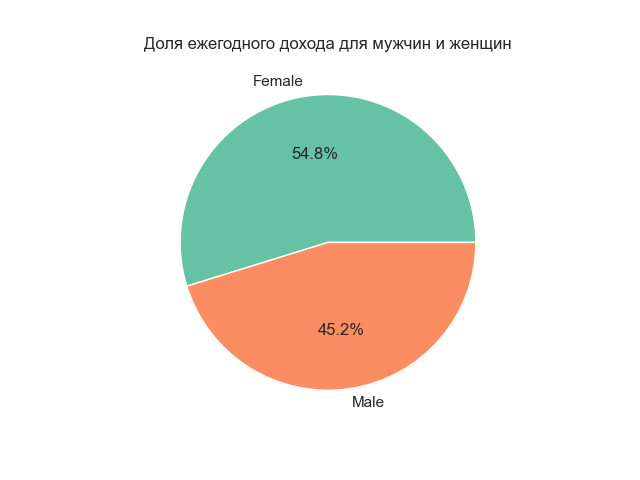 Доля ежегодного дохода для мужчин и женщин
Female
54.8%
45.2%
Male